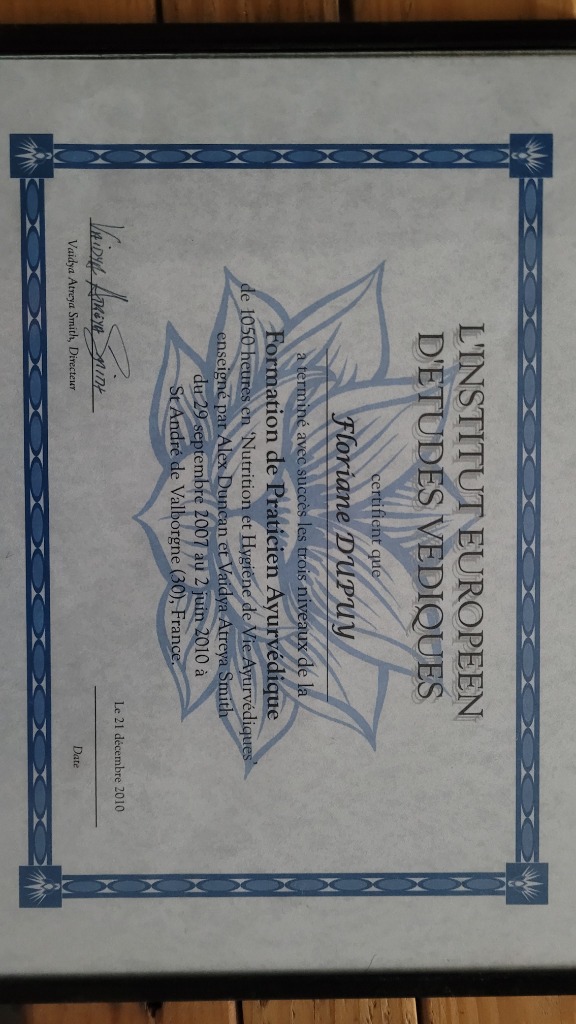 L'INSTITUT EUROPEEN
D'ETUDES VEDIQUES
certifient que
Floriane DUPUY
a terminé avec succès les trois niveaux de la
Formation de Praticien Ayurvédique
de 1050 heures en 'Nutrition et Hygiène de Vie Ayurvédiques'
enseigné par Alex Duncan et Vaidya Atreya Smith
du 29 septembre 2007 au 2 juin 2010 à
St André de Valborgne (30), France,
Le 21 décembre 2010
Vaidya Atreya Smith
Vaidya Atreya Smith, Directeur
Date